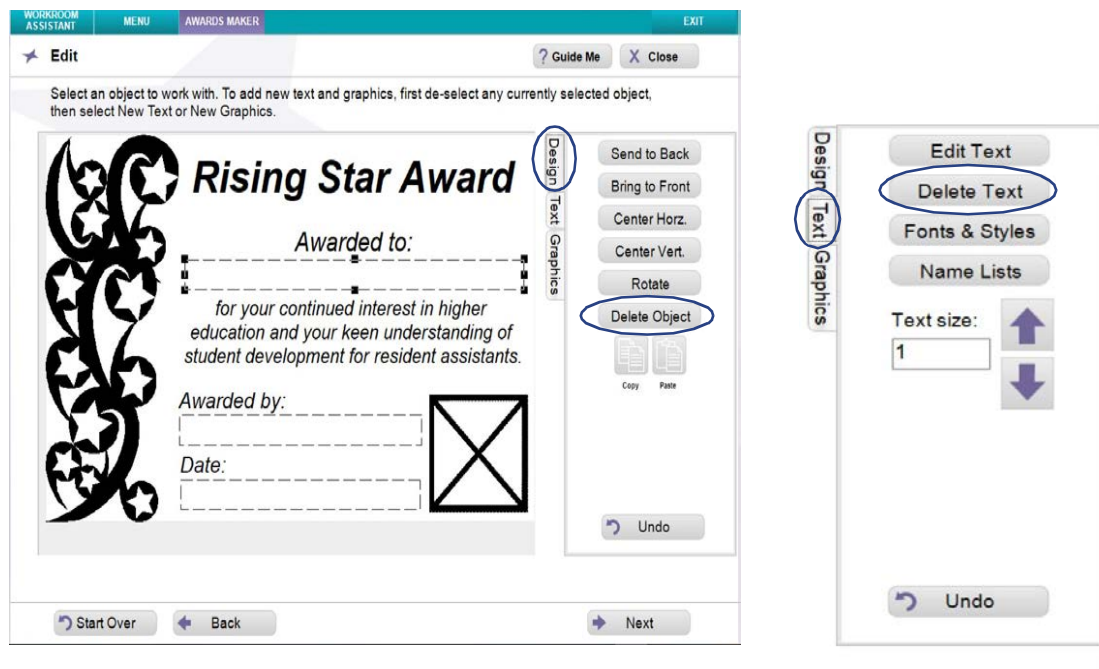 WORKROOM
ASSISTANT
MENU
AWARDS MAKER
EXIT
Edit
? Guide Me
X Close
Select an object to work with. To add new text and graphics, first de-select any currently selected object,
then select New Text or New Graphics.
Rising Star Award
Awarded to:
for your continued interest in higher
education and your keen understanding of
student development for resident assistants.
Awarded by:
Date:
Design
Text
Graphics
Send to Back
Bring to Front
Center Horz.
Center Vert.
Rotate
Delete Object
Copy
Paste
Undo
Start Over
Back
Next
Design
Text
Graphics
Edit Text
Delete Text
Fonts & Styles
Name Lists
Text size:
1
Undo